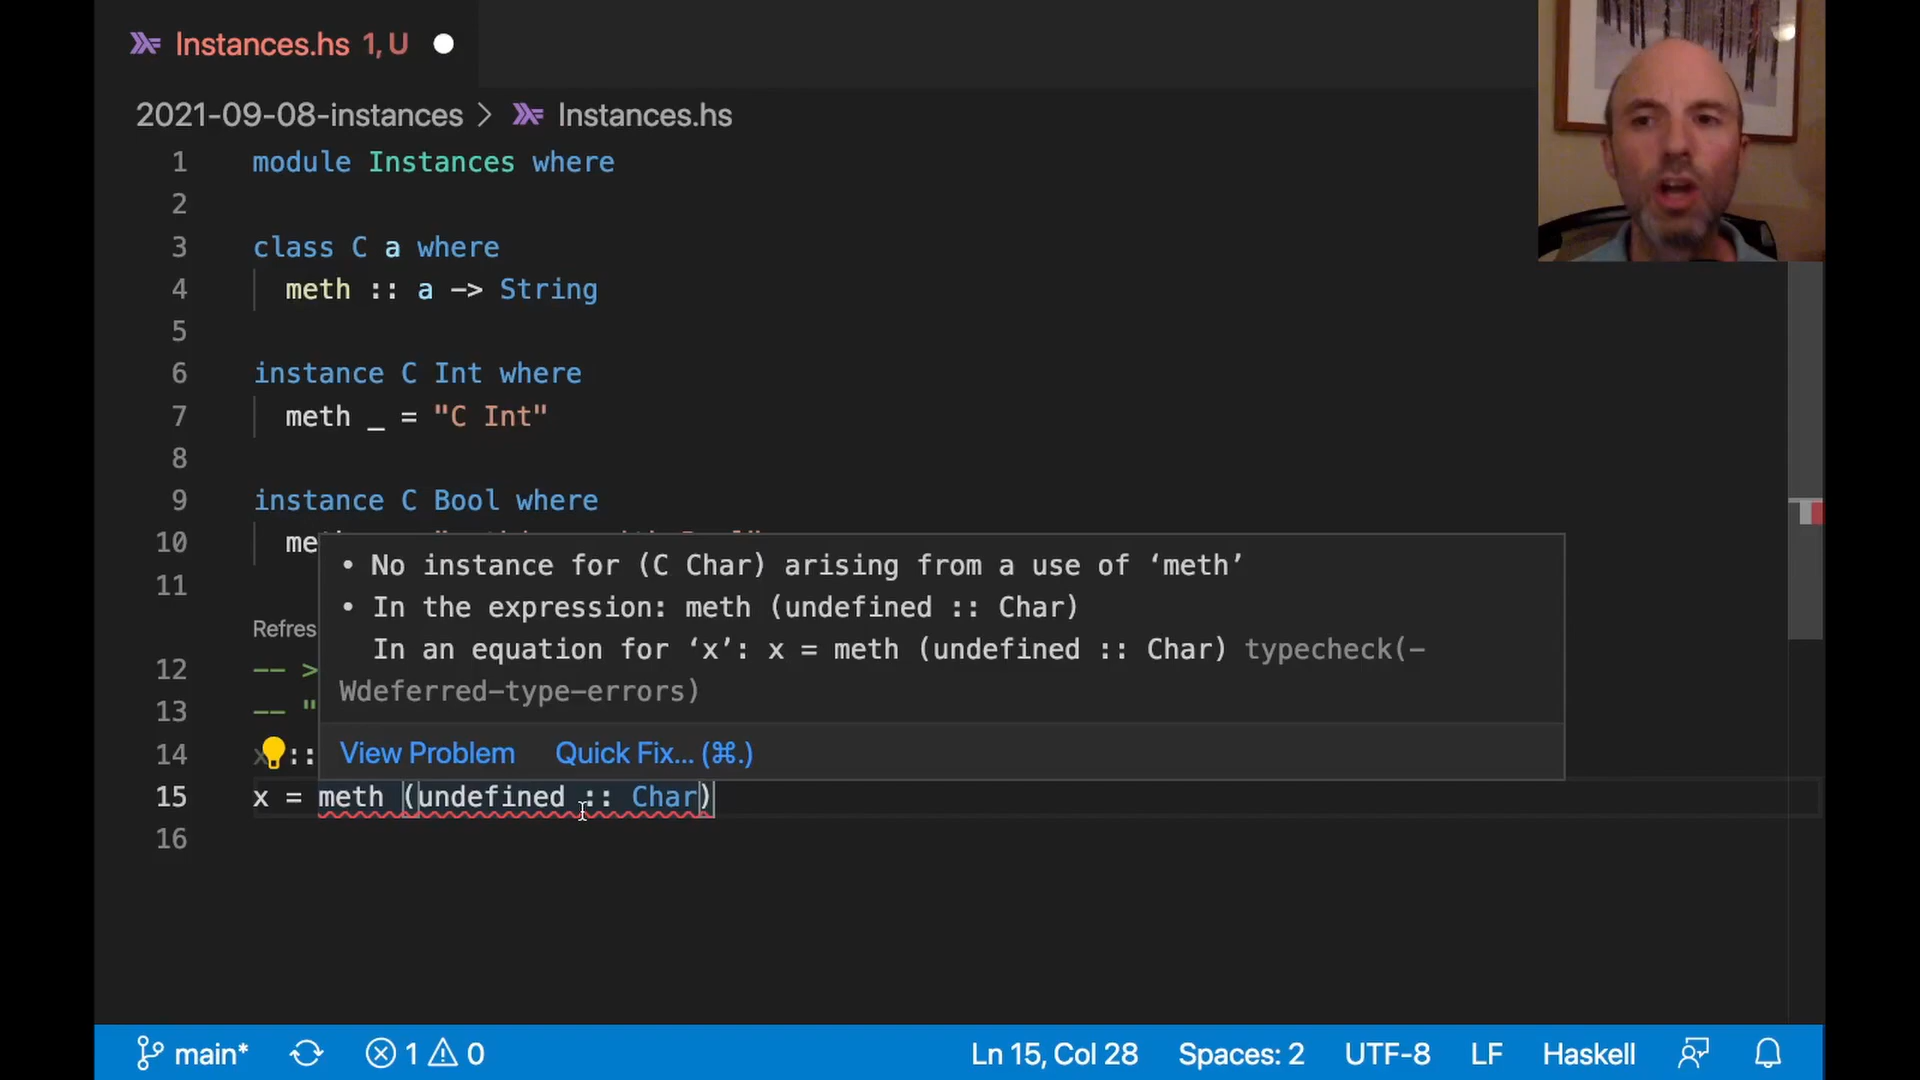 Instances.hs 1, U
2021-09-08-instances > Instances.hs
1 module Instances where
2
3 class C a where
4 meth :: a -> String
5
6 instance C Int where
7 meth _ = "C Int"
8
9 instance C Bool where
10 me
11
• No instance for (C Char) arising from a use of ‘meth’
• In the expression: meth (undefined :: Char)
In an equation for ‘x’: x = meth (undefined :: Char) typecheck(-
Wdeferred-type-errors)
View Problem Quick Fix... (⌘.)
Refres
12 -- >
13 -- "
14 x ::
15 x = meth (undefined :: Char)
16
main* 1 0 Ln 15, Col 28 Spaces: 2 UTF-8 LF Haskell